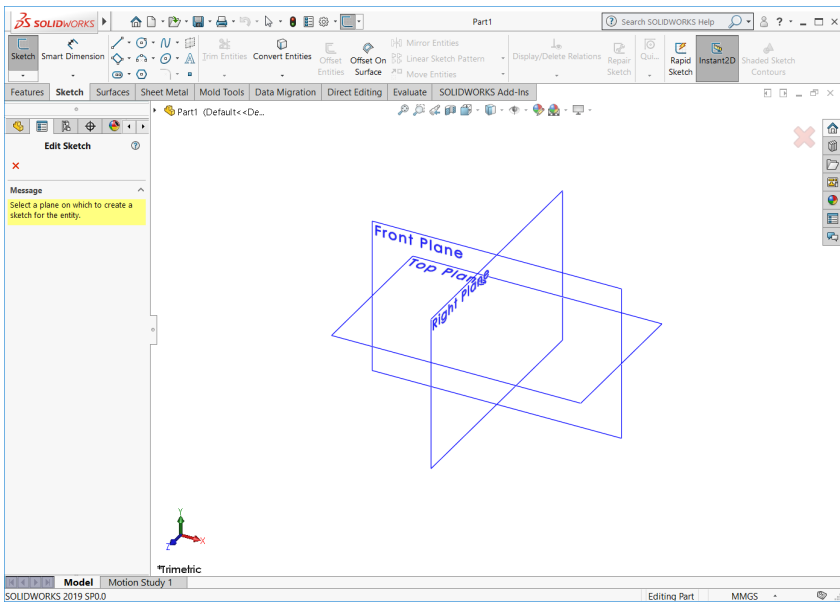 SOLIDWORKS
Part1
Search SOLIDWORKS Help
Sketch
Smart Dimension
Trim Entities
Convert Entities
Offset
Entities
Offset On
Surface
Mirror Entities
Linear Sketch Pattern
Move Entities
Display/Delete Relations
Repair
Sketch
Qui...
Rapid
Sketch
Instant2D
Shaded Sketch
Contours
Features Sketch Surfaces Sheet Metal Mold Tools Data Migration Direct Editing Evaluate SOLIDWORKS Add-Ins
Part1 (Default<<De...
Edit Sketch
Message
Select a plane on which to create a
sketch for the entity.
Front Plane
Top Plane
Right Plane
Y
X
Z
*Trimetric
Model Motion Study 1
SOLIDWORKS 2019 SP0.0
Editing Part
MMGS